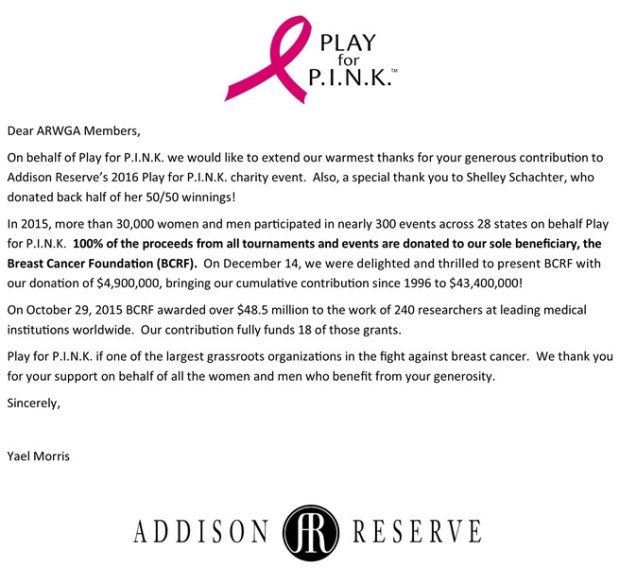 PLAY
for
P.I.N.K.™
Dear ARWGA Members,
On behalf of Play for P.I.N.K. we would like to extend our warmest thanks for your generous contribution to
Addison Reserve's 2016 Play for P.I.N.K. charity event.  Also, a special thank you to Shelley Schachter, who
donated back half of her 50/50 winnings!
In 2015, more than 30,000 women and men participated in nearly 300 events across 28 states on behalf Play
for P.I.N.K.  100% of the proceeds from all tournaments and events are donated to our sole beneficiary, the
Breast Cancer Foundation (BCRF).  On December 14, we were delighted and thrilled to present BCRF with
our donation of $4,900,000, bringing our cumulative contribution since 1996 to $43,400,000!
On October 29, 2015 BCRF awarded over $48.5 million to the work of 240 researchers at leading medical
institutions worldwide.  Our contribution fully funds 18 of those grants.
Play for P.I.N.K. if one of the largest grassroots organizations in the fight against breast cancer.  We thank you
for your support on behalf of all the women and men who benefit from your generosity.
Sincerely,
Yael Morris
ADDISON AR RESERVE